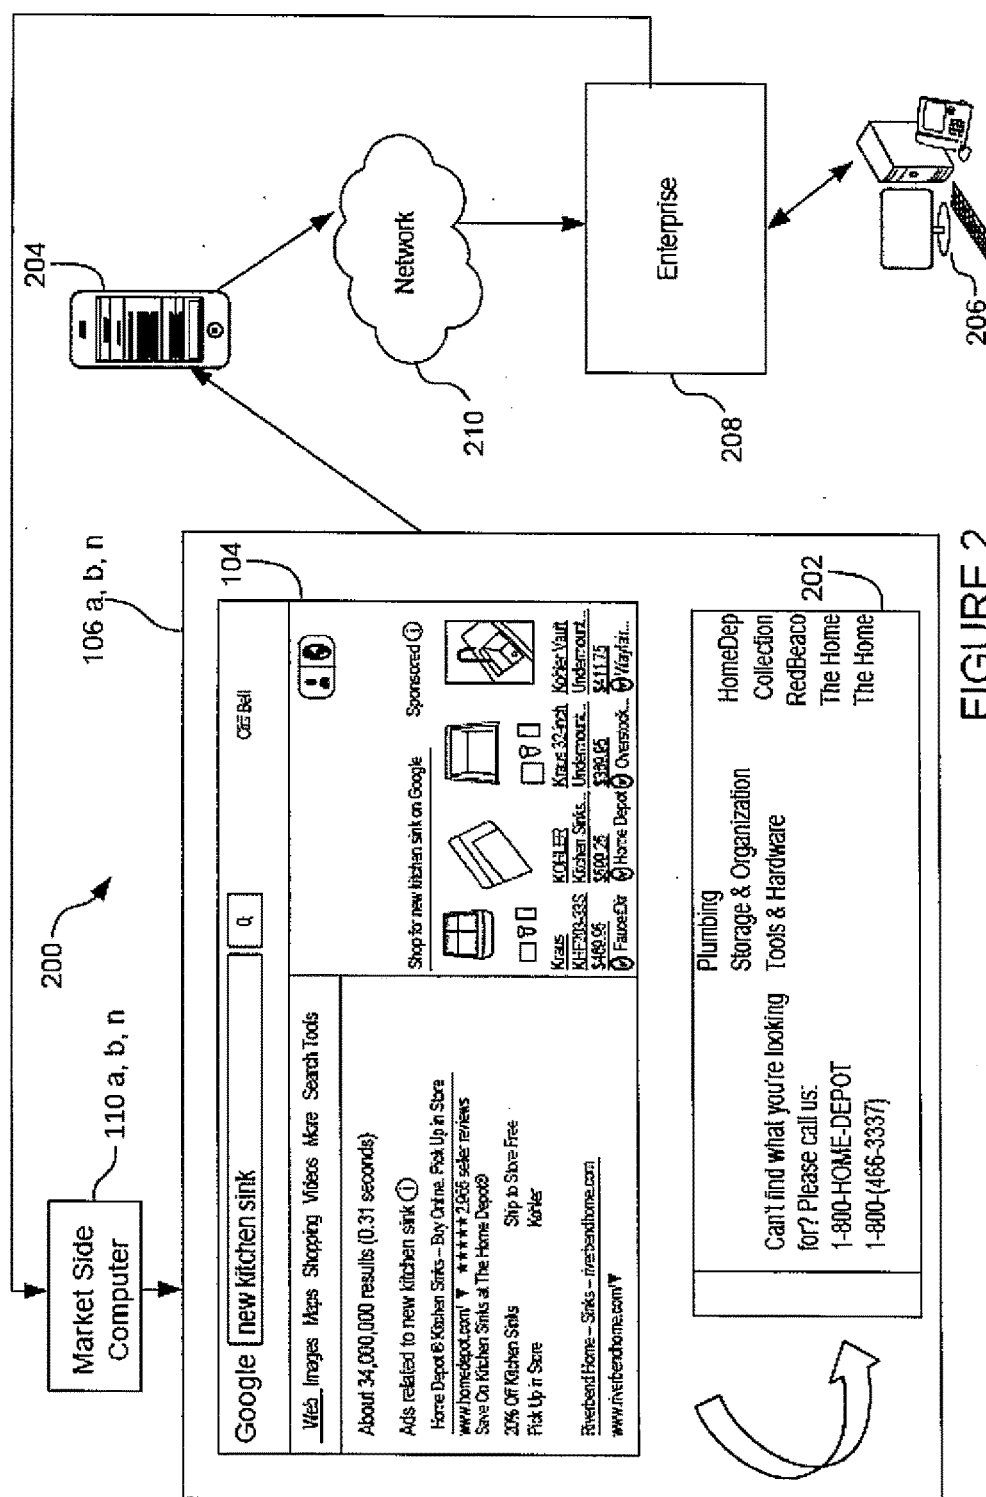 200
106 a, b, n
Market Side
Computer
110 a, b, n
204
104
Google
new kitchen sink
Web Images Maps Shopping Videos More Search Tools
About 34,000,000 results (0.31 seconds)
Ads related to new kitchen sink
Home Depot® Kitchen Sinks – Buy Online. Pick Up in Store
www.homedepot.com/ ▼ ★★★★★ 2,966 seller reviews
Save On Kitchen Sinks at The Home Depot®
20% Off Kitchen Sinks Ship to Store Free
Pick Up in Store Kohler
Riverbend Home – Sinks – riverbendhome.com
www.riverbendhome.com/▼
Bell
Shop for new kitchen sink on Google
Sponsored
Kraus
KHF203-33S
$469.95
FaucetDir
KOHLER
Kitchen Sinks...
Home Depot
Kraus 32-inch
Undermount...
Overstock...
Kohler Vault
Undermount...
$411.75
Wayfair...
202
Can't find what you're looking
for? Please call us:
1-800-HOME-DEPOT
1-800-(466-3337)
Plumbing
Storage & Organization
Tools & Hardware
HomeDep
Collection
RedBeaco
The Home
The Home
Network
210
Enterprise
208
206
FIGURE 2